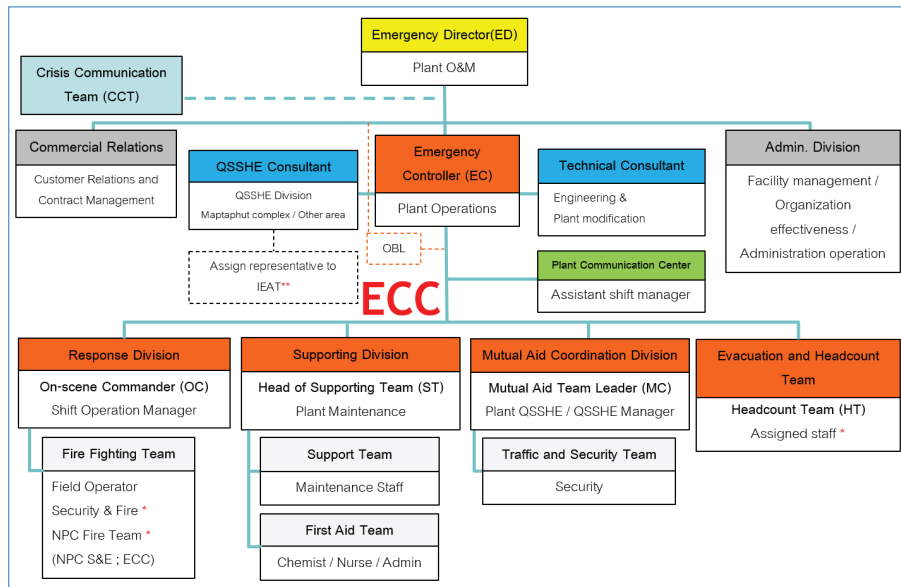 Emergency Director(ED)
Plant O&M
Crisis Communication
Team (CCT)
Commercial Relations
Customer Relations and
Contract Management
QSSHE Consultant
QSSHE Division
Maptaphut complex / Other area
Assign representative to
IEAT**
Emergency
Controller (EC)
Plant Operations
OBL
Technical Consultant
Engineering &
Plant modification
Plant Communication Center
Assistant shift manager
Admin. Division
Facility management /
Organization
effectiveness /
Administration operation
ECC
Response Division
On-scene Commander (OC)
Shift Operation Manager
Fire Fighting Team
Field Operator
Security & Fire *
NPC Fire Team *
(NPC S&E ; ECC)
Supporting Division
Head of Supporting Team (ST)
Plant Maintenance
Support Team
Maintenance Staff
First Aid Team
Chemist / Nurse / Admin
Mutual Aid Coordination Division
Mutual Aid Team Leader (MC)
Plant QSSHE / QSSHE Manager
Traffic and Security Team
Security
Evacuation and Headcount
Team
Headcount Team (HT)
Assigned staff *